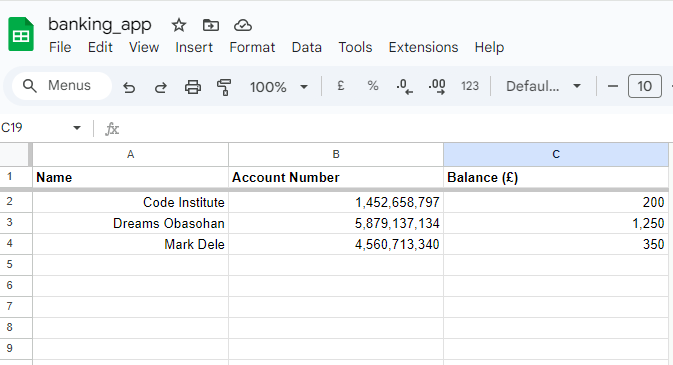 banking_app
File Edit View Insert Format Data Tools Extensions Help
Menus 100% £ % .0 .00 123 Defaul... 10
C19 fx
A B C
1 Name Account Number Balance (£)
2 Code Institute 1,452,658,797 200
3 Dreams Obasohan 5,879,137,134 1,250
4 Mark Dele 4,560,713,340 350
5
6
7
8
9